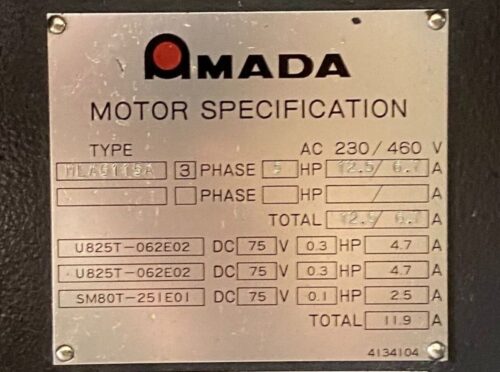 AMADA
MOTOR SPECIFICATION
TYPE AC 230/460 V
3 PHASE 5 HP 12.5/ 6.7 A
PHASE HP / A
TOTAL 12.5/ 6.7 A
U825T-062E02 DC 75 V 0.3 HP 4.7 A
U825T-062E02 DC 75 V 0.3 HP 4.7 A
SM80T-251E01 DC 75 V 0.1 HP 2.5 A
TOTAL 11.9 A
4134104